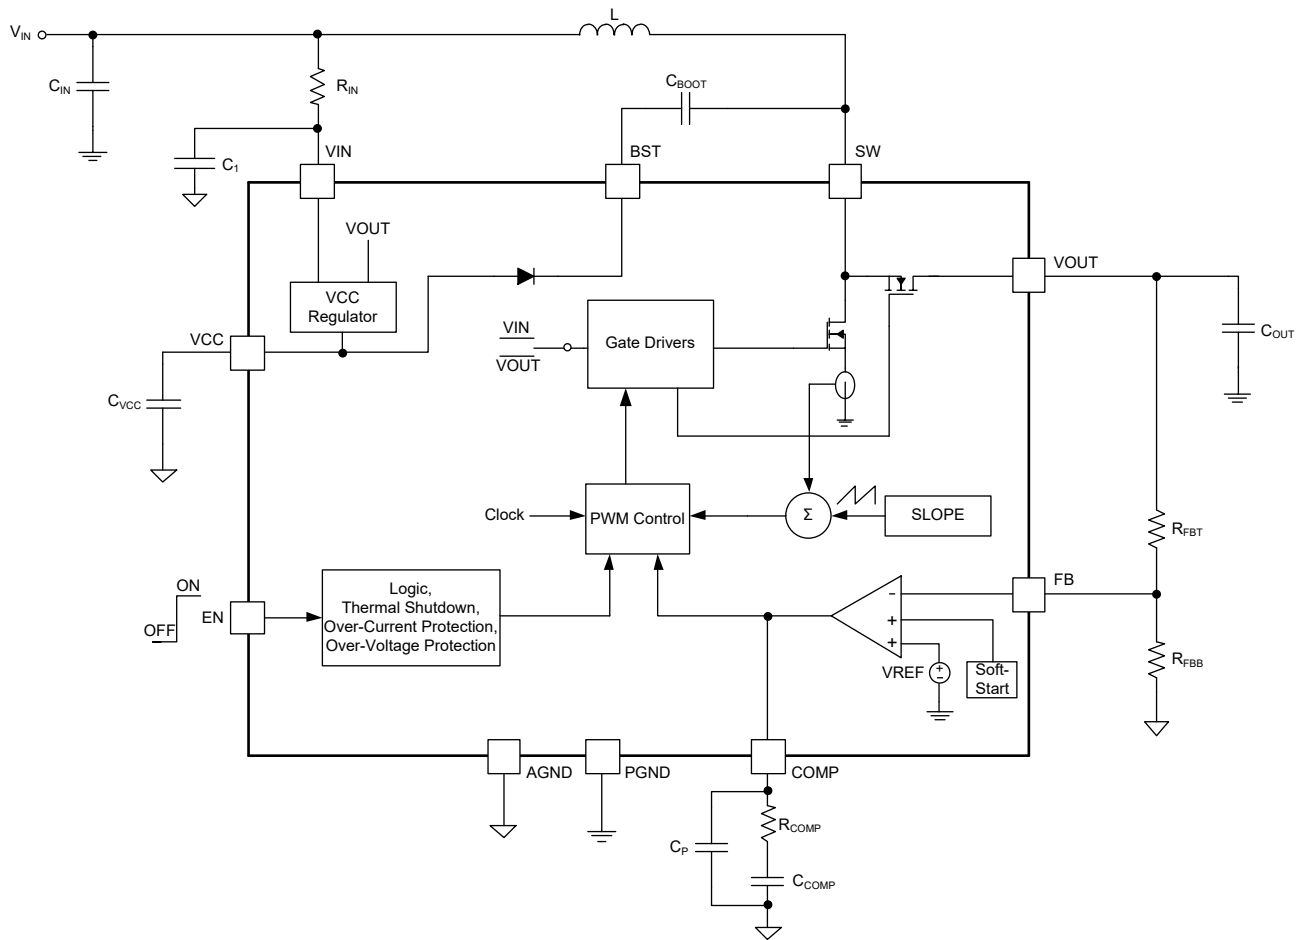 L
VIN
CIN
RIN
CBOOT
C1
VIN
BST
SW
VOUT
VOUT
VCC
Regulator
VCC
VIN
VOUT
Gate Drivers
COUT
CVCC
Clock
PWM Control
Σ
SLOPE
RFBT
ON
OFF
EN
Logic,
Thermal Shutdown,
Over-Current Protection,
Over-Voltage Protection
FB
-
+
+
VREF
+
-
Soft-
Start
RFBB
AGND
PGND
COMP
RCOMP
CP
CCOMP